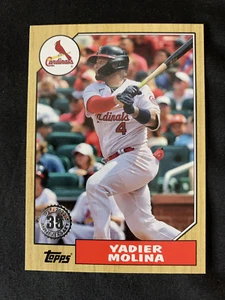 Cardinals
Cardinals
4
35
Topps
YADIER
MOLINA